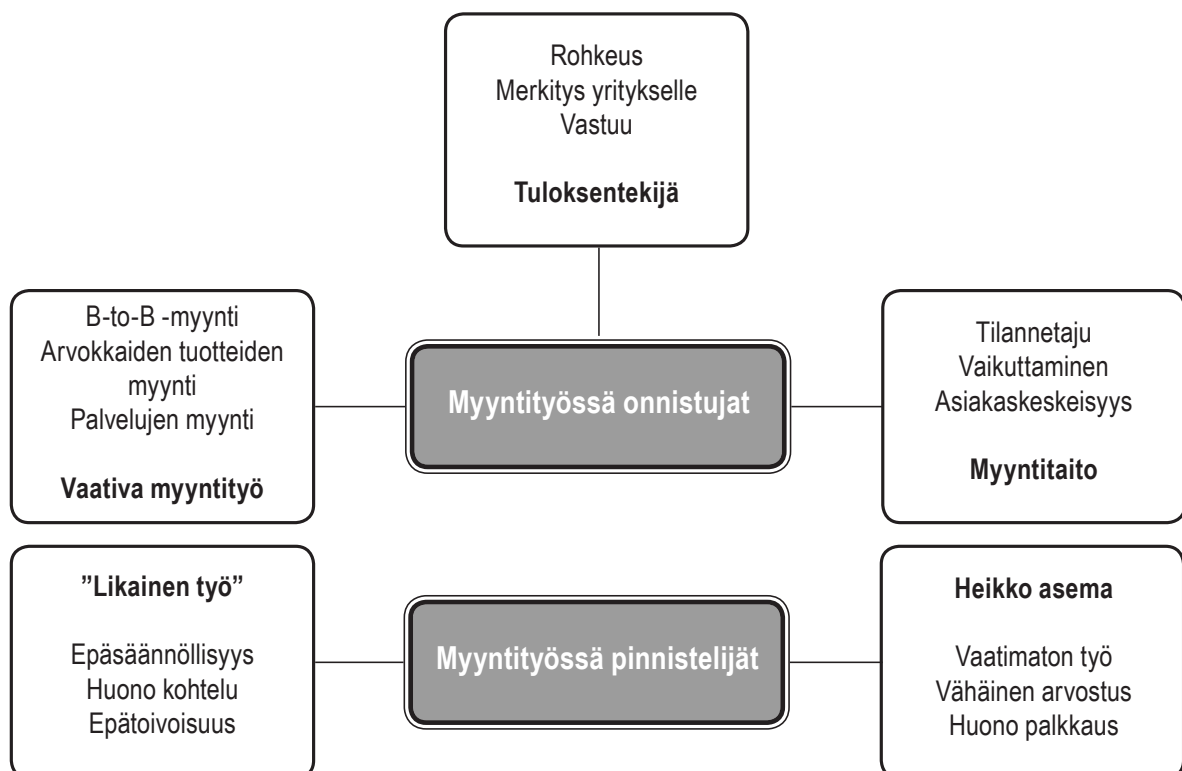 Rohkeus
Merkitys yritykselle
Vastuu
Tuloksentekijä
B-to-B -myynti
Arvokkaiden tuotteiden
myynti
Palvelujen myynti
Vaativa myyntityö
Myyntityössä onnistujat
Tilannetaju
Vaikuttaminen
Asiakaskeskeisyys
Myyntitaito
”Likainen työ”
Epäsäännöllisyys
Huono kohtelu
Epätoivoisuus
Myyntityössä pinnistelijät
Heikko asema
Vaatimaton työ
Vähäinen arvostus
Huono palkkaus